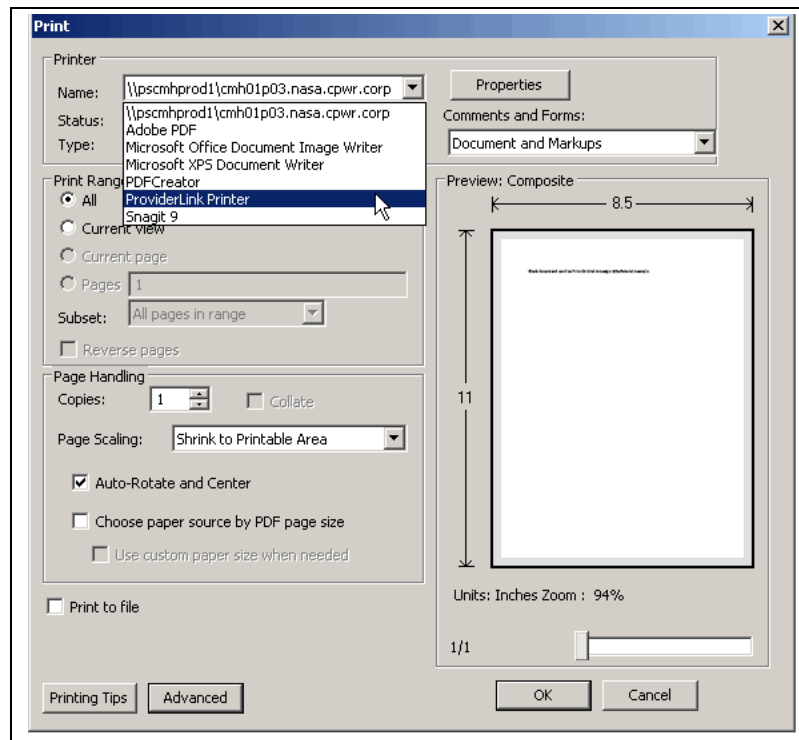 Print
Printer
Name: \\pscmhprod1\cmh01p03.nasa.cpwr.corp
Properties
Status:
Type:
\\pscmhprod1\cmh01p03.nasa.cpwr.corp
Adobe PDF
Microsoft Office Document Image Writer
Microsoft XPS Document Writer
PDFCreator
ProviderLink Printer
Snagit 9
Comments and Forms:
Document and Markups
Print Rang
All
Current view
Current page
Pages 1
Subset: All pages in range
Reverse pages
Page Handling
Copies: 1 Collate
Page Scaling: Shrink to Printable Area
Auto-Rotate and Center
Choose paper source by PDF page size
Use custom paper size when needed
Print to file
Preview: Composite
8.5
11
Units: Inches Zoom : 94%
1/1
Printing Tips Advanced OK Cancel